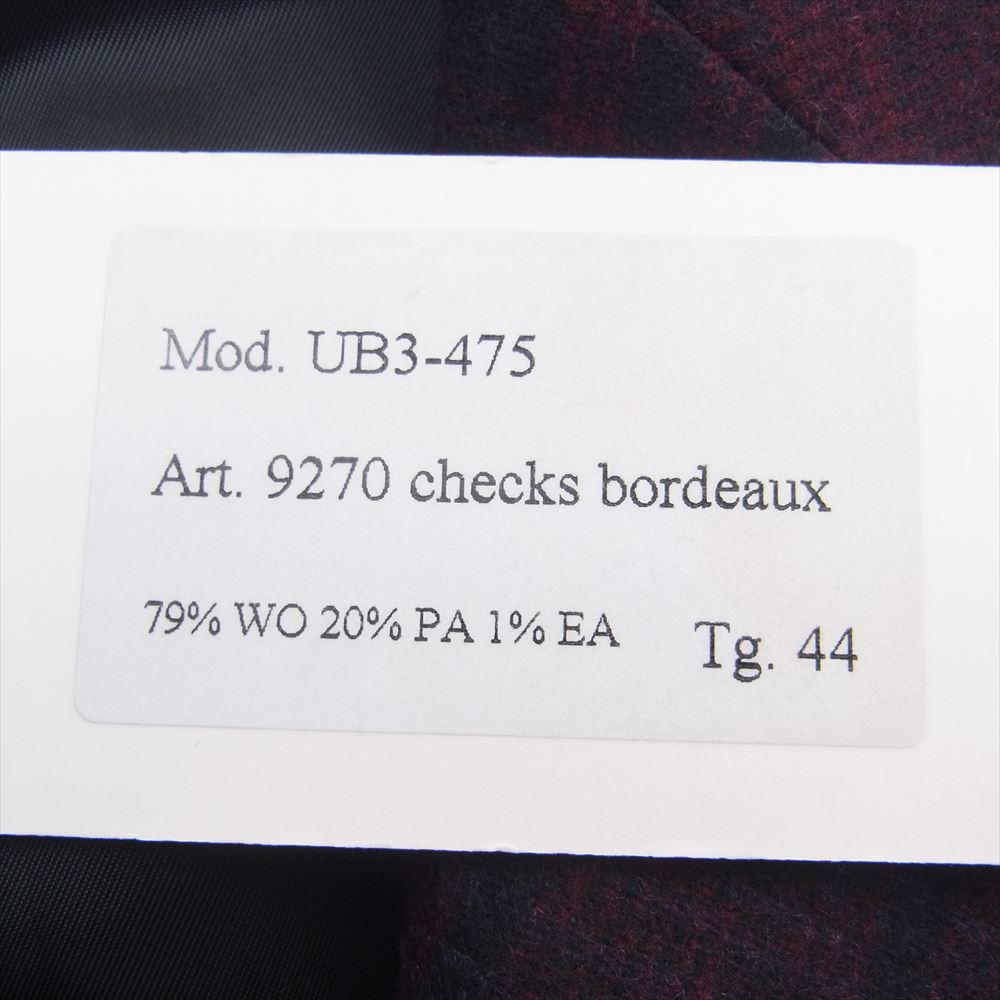 Mod. UB3-475
Art. 9270 checks bordeaux
79% WO 20% PA 1% EA Tg. 44